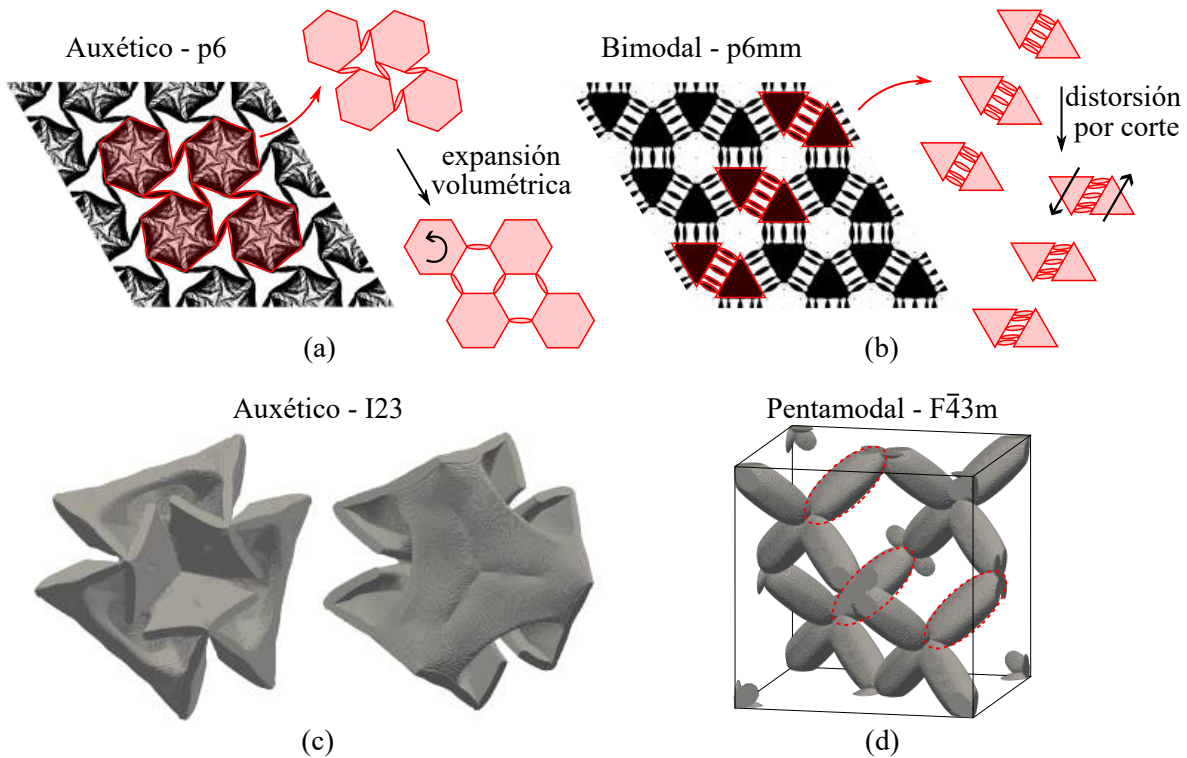 Auxético - p6
expansión
volumétrica
(a)
Bimodal - p6mm
distorsión
por corte
(b)
Auxético - I23
(c)
Pentamodal - F4̅3m
(d)